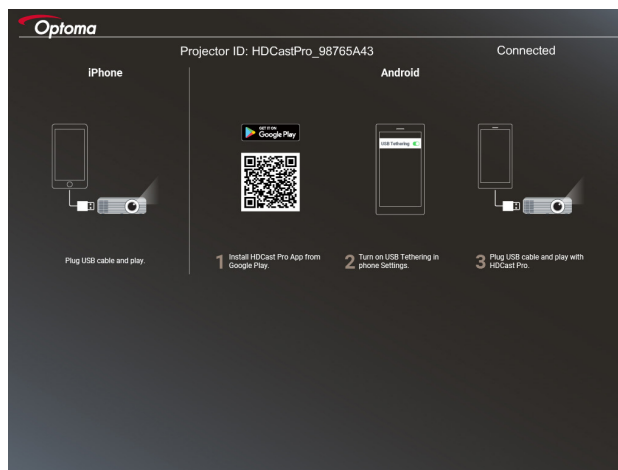 Optoma
Projector ID: HDCastPro_98765A43
Connected
iPhone
Android
GET IT ON
Google Play
USB Tethering
Plug USB cable and play.
1 Install HDCast Pro App from
Google Play.
2 Turn on USB Tethering in
phone Settings.
3 Plug USB cable and play with
HDCast Pro.